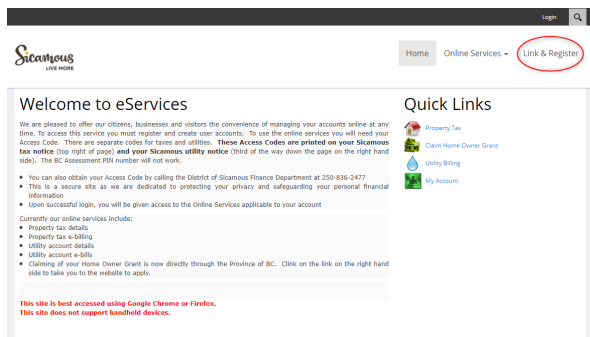 Login
Sicamous
LIVE MORE
Home Online Services Link & Register
Welcome to eServices
We are pleased to offer our citizens, businesses and visitors the convenience of managing your accounts online at any
time. To access this service you must register and create user accounts. To use the online services you will need your
Access Code. There are separate codes for taxes and utilities. These Access Codes are printed on your Sicamous
tax notice (top right of page) and your Sicamous utility notice (third of the way down the page on the right hand
side). The BC Assessment PIN number will not work.
• You can also obtain your Access Code by calling the District of Sicamous Finance Department at 250-836-2477
• This is a secure site as we are dedicated to protecting your privacy and safeguarding your personal financial
information
• Upon successful login, you will be given access to the Online Services applicable to your account
Currently our online services include:
• Property tax details
• Property tax e-billing
• Utility account details
• Utility account e-bills
• Claiming of your Home Owner Grant is now directly through the Province of BC. Click on the link on the right hand
side to take you to the website to apply.
This site is best accessed using Google Chrome or Firefox.
This site does not support handheld devices.
Quick Links
Property Tax
Claim Home Owner Grant
Utility Billing
My Account